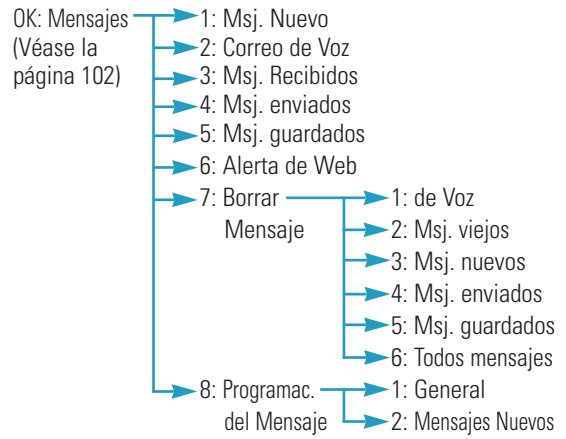 OK: Mensajes
(Véase la
página 102)
1: Msj. Nuevo
2: Correo de Voz
3: Msj. Recibidos
4: Msj. enviados
5: Msj. guardados
6: Alerta de Web
7: Borrar
Mensaje
1: de Voz
2: Msj. viejos
3: Msj. nuevos
4: Msj. enviados
5: Msj. guardados
6: Todos mensajes
8: Programac.
del Mensaje
1: General
2: Mensajes Nuevos